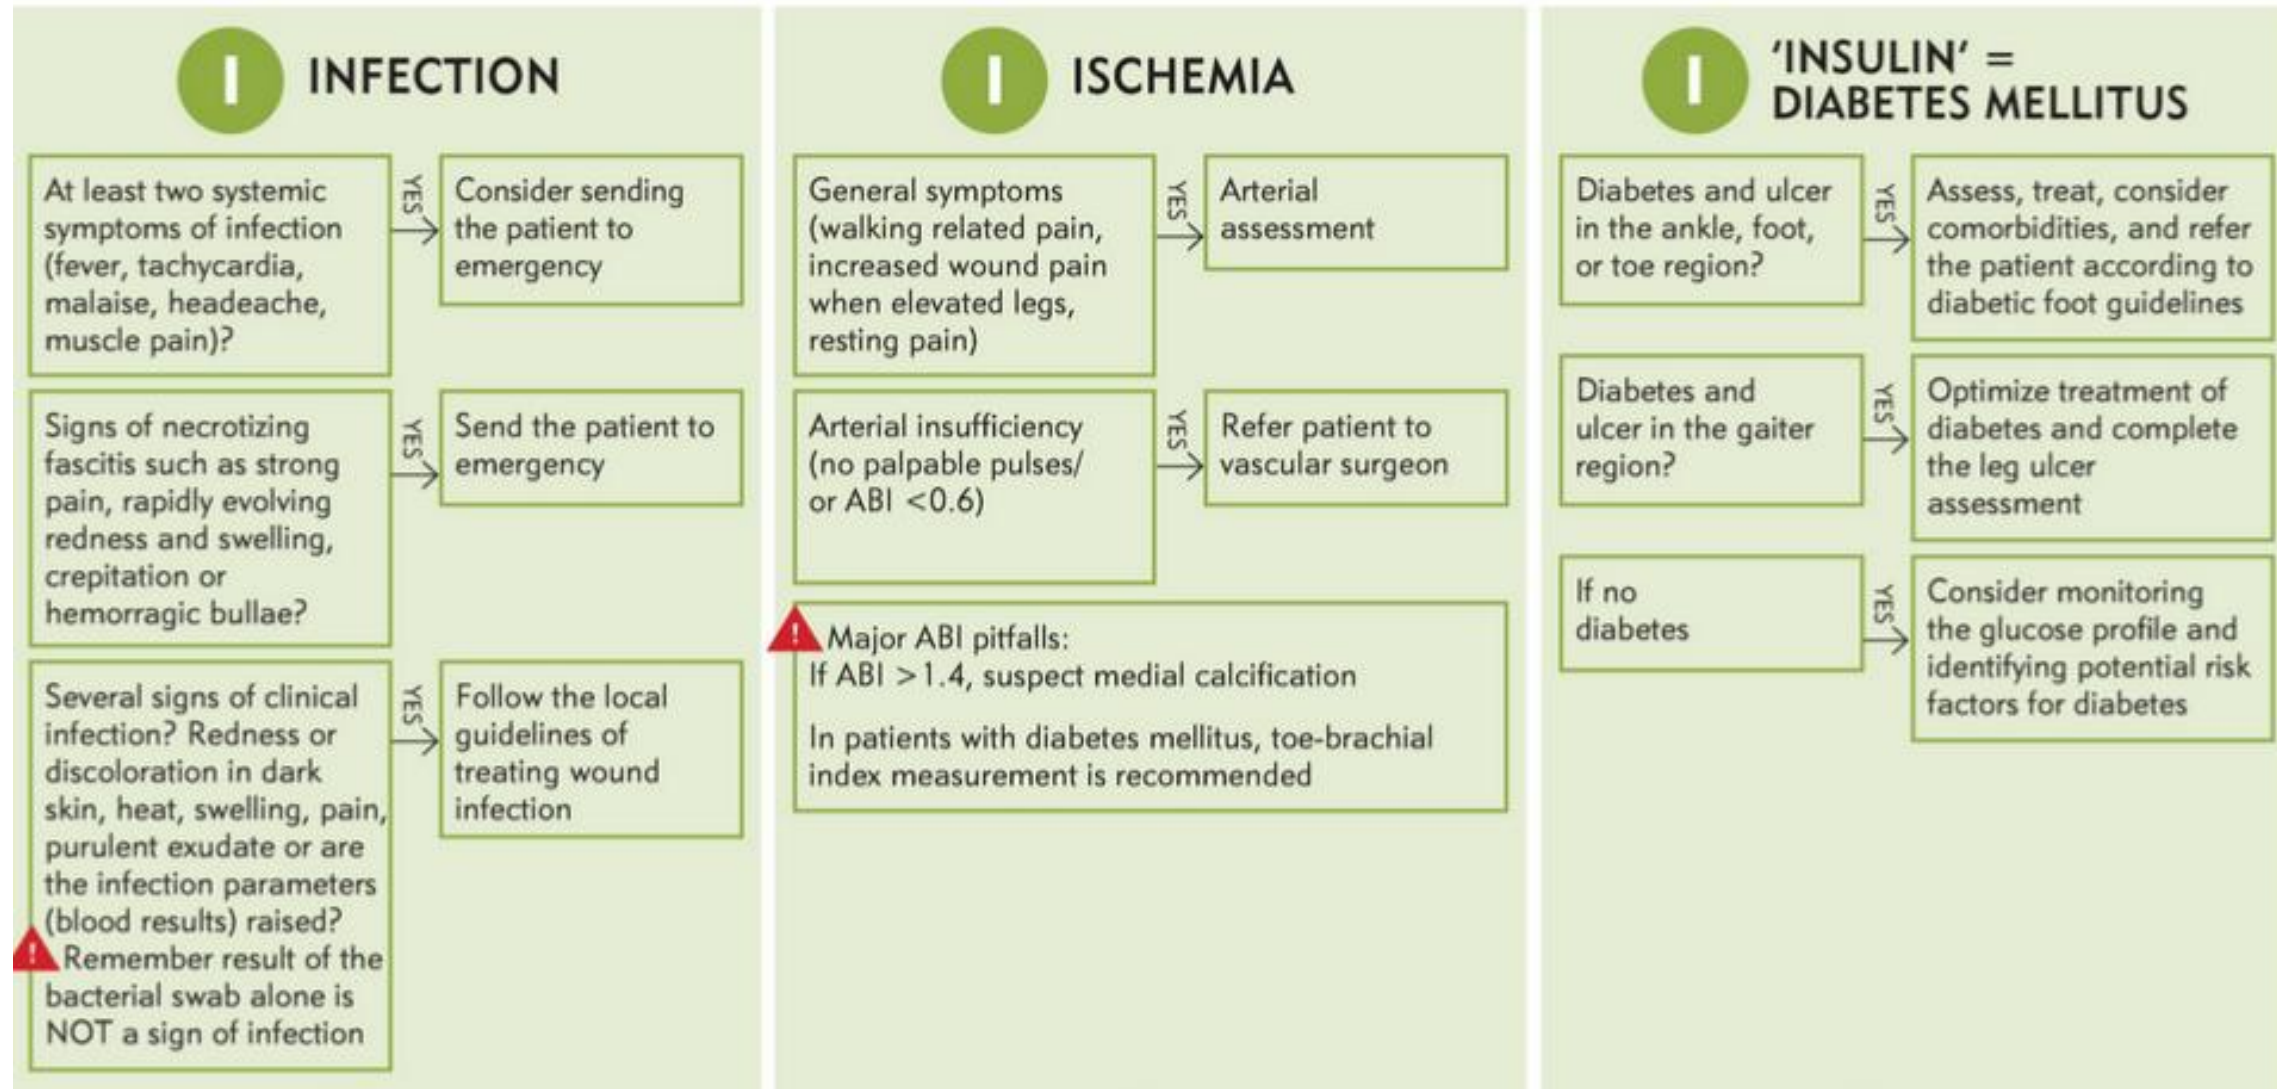 I INFECTION
At least two systemic
symptoms of infection
(fever, tachycardia,
malaise, headeache,
muscle pain)?
YES
Consider sending
the patient to
emergency
Signs of necrotizing
fascitis such as strong
pain, rapidly evolving
redness and swelling,
crepitation or
hemorragic bullae?
YES
Send the patient to
emergency
Several signs of clinical
infection? Redness or
discoloration in dark
skin, heat, swelling, pain,
purulent exudate or are
the infection parameters
(blood results) raised?
! Remember result of the
bacterial swab alone is
NOT a sign of infection
YES
Follow the local
guidelines of
treating wound
infection
I ISCHEMIA
General symptoms
(walking related pain,
increased wound pain
when elevated legs,
resting pain)
YES
Arterial
assessment
Arterial insufficiency
(no palpable pulses/
or ABI <0.6)
YES
Refer patient to
vascular surgeon
! Major ABI pitfalls:
If ABI >1.4, suspect medial calcification
In patients with diabetes mellitus, toe-brachial
index measurement is recommended
I 'INSULIN' =
DIABETES MELLITUS
Diabetes and ulcer
in the ankle, foot,
or toe region?
YES
Assess, treat, consider
comorbidities, and refer
the patient according to
diabetic foot guidelines
Diabetes and
ulcer in the gaiter
region?
YES
Optimize treatment of
diabetes and complete
the leg ulcer
assessment
If no
diabetes
YES
Consider monitoring
the glucose profile and
identifying potential risk
factors for diabetes